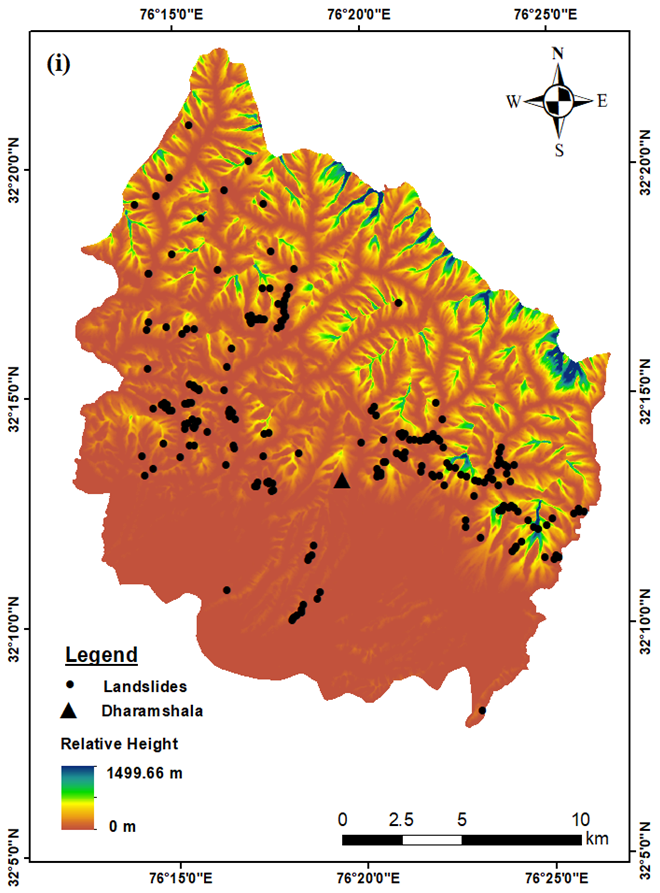 76°15'0"E 76°20'0"E 76°25'0"E
(i)
N
W E
S
32°20'0"N 32°20'0"N
32°15'0"N 32°15'0"N
32°10'0"N 32°10'0"N
32°5'0"N 32°5'0"N
Legend
Landslides
Dharamshala
Relative Height
1499.66 m
0 m
0 2.5 5 10
km
76°15'0"E 76°20'0"E 76°25'0"E